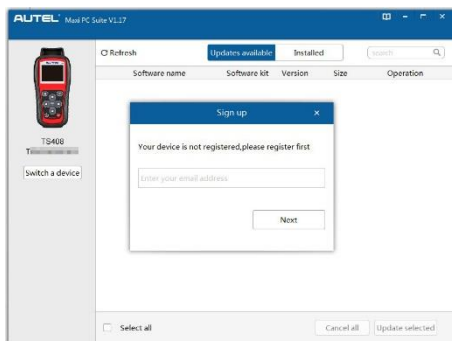 AUTEL Maxi PC Suite V1.17
Refresh
Updates available
Installed
search
Software name Software kit Version Size Operation
Sign up
TS408
Your device is not registered,please register first
Switch a device
Enter your email address
Next
Select all
Cancel all
Update selected